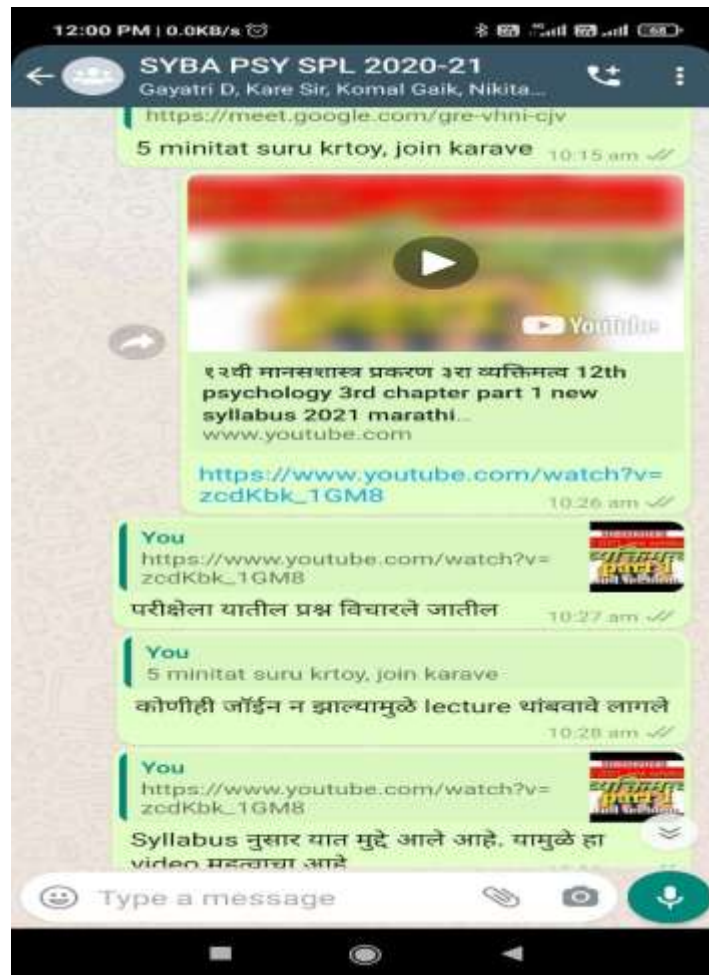 12:00 PM | 0.0KB/s
68
SYBA PSY SPL 2020-21
Gayatri D, Kare Sir, Komal Gaik, Nikita...
https://meet.google.com/gre-vhni-cjv
5 minitat suru krtoy, join karave 10:15 am
YouTube
१२वी मानसशास्त्र प्रकरण ३रा व्यक्तिमत्व 12th
psychology 3rd chapter part 1 new
syllabus 2021 marathi...
www.youtube.com
https://www.youtube.com/watch?v=
zcdKbk_1GM8
10:26 am
You
https://www.youtube.com/watch?v=
zcdKbk_1GM8
परीक्षेला यातील प्रश्न विचारले जातील 10:27 am
You
5 minitat suru krtoy, join karave
कोणीही जॉईन न झाल्यामुळे lecture थांबवावे लागले
10:28 am
You
https://www.youtube.com/watch?v=
zcdKbk_1GM8
Syllabus नुसार यात मुद्दे आले आहे. यामुळे हा
video महत्वाचा आहे
Type a message